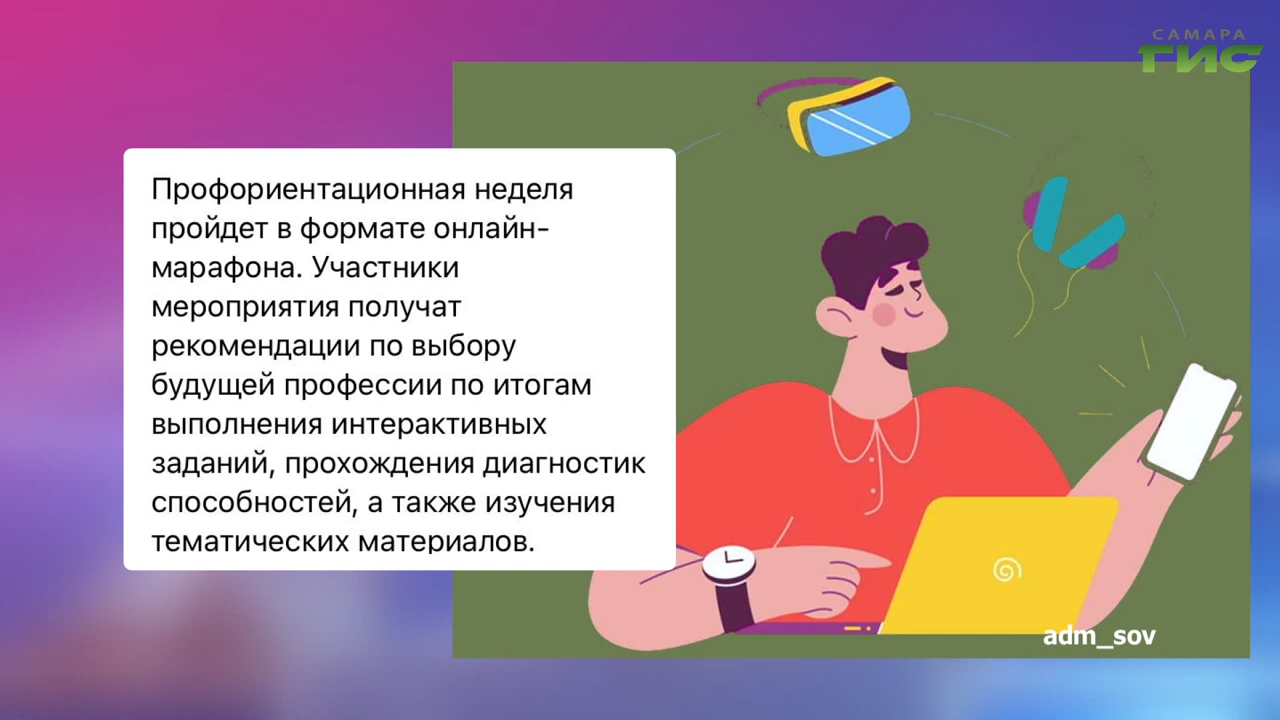 САМАРА
ГИС
Профориентационная неделя
пройдет в формате онлайн-
марафона. Участники
мероприятия получат
рекомендации по выбору
будущей профессии по итогам
выполнения интерактивных
заданий, прохождения диагностик
способностей, а также изучения
тематических материалов.
adm_sov